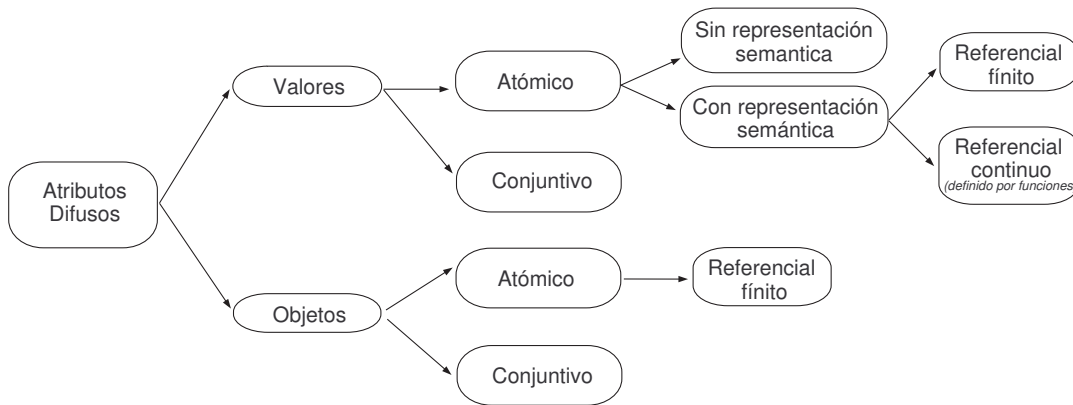 Sin representación
semantica
Referencial
fínito
Valores
Atómico
Con representación
semántica
Referencial
continuo
(definido por funciones)
Conjuntivo
Atributos
Difusos
Atómico
Referencial
fínito
Objetos
Conjuntivo